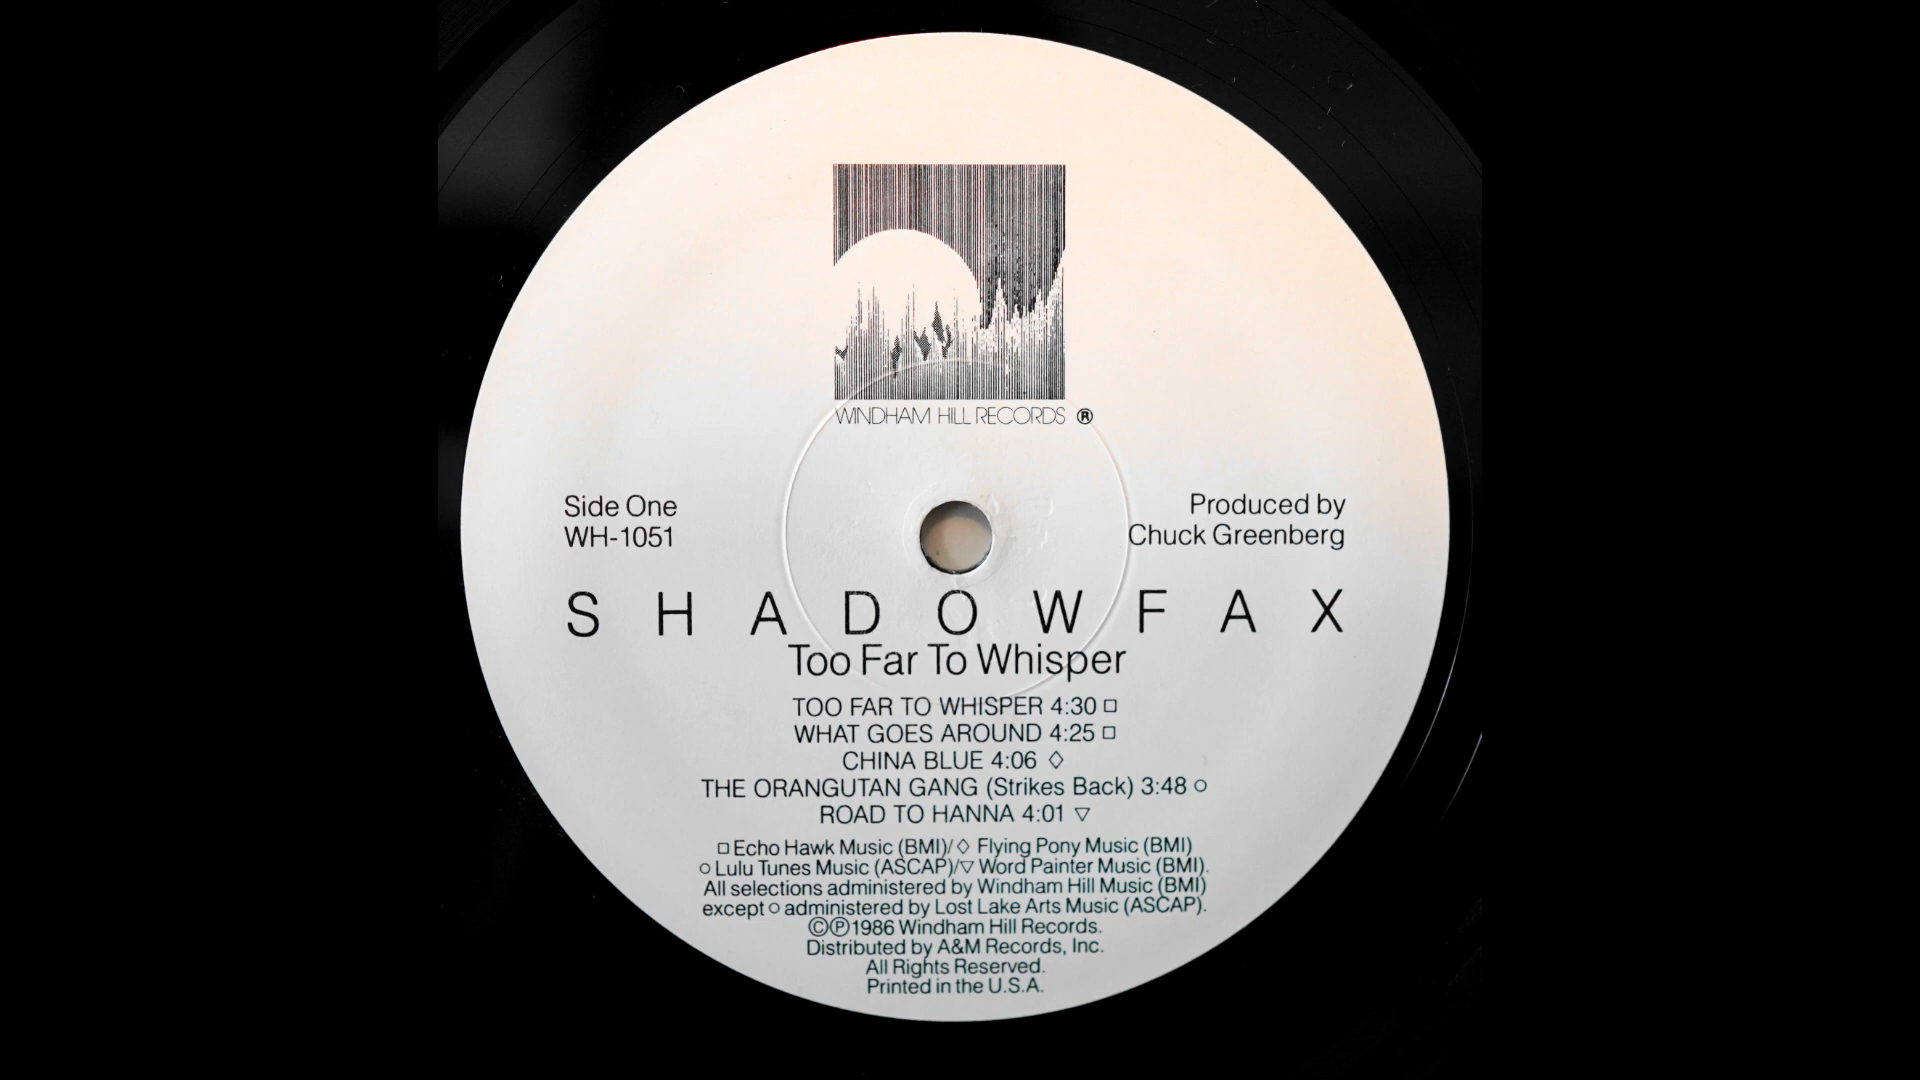 WINDHAM HILL RECORDS ®
Side One
WH-1051
Produced by
Chuck Greenberg
SHADOWFAX
Too Far To Whisper
TOO FAR TO WHISPER 4:30 □
WHAT GOES AROUND 4:25 □
CHINA BLUE 4:06 ◇
THE ORANGUTAN GANG (Strikes Back) 3:48 ○
ROAD TO HANNA 4:01 ▽
□ Echo Hawk Music (BMI)/◇ Flying Pony Music (BMI)
○ Lulu Tunes Music (ASCAP)/▽ Word Painter Music (BMI).
All selections administered by Windham Hill Music (BMI)
except ○ administered by Lost Lake Arts Music (ASCAP).
©℗1986 Windham Hill Records.
Distributed by A&M Records, Inc.
All Rights Reserved.
Printed in the U.S.A.